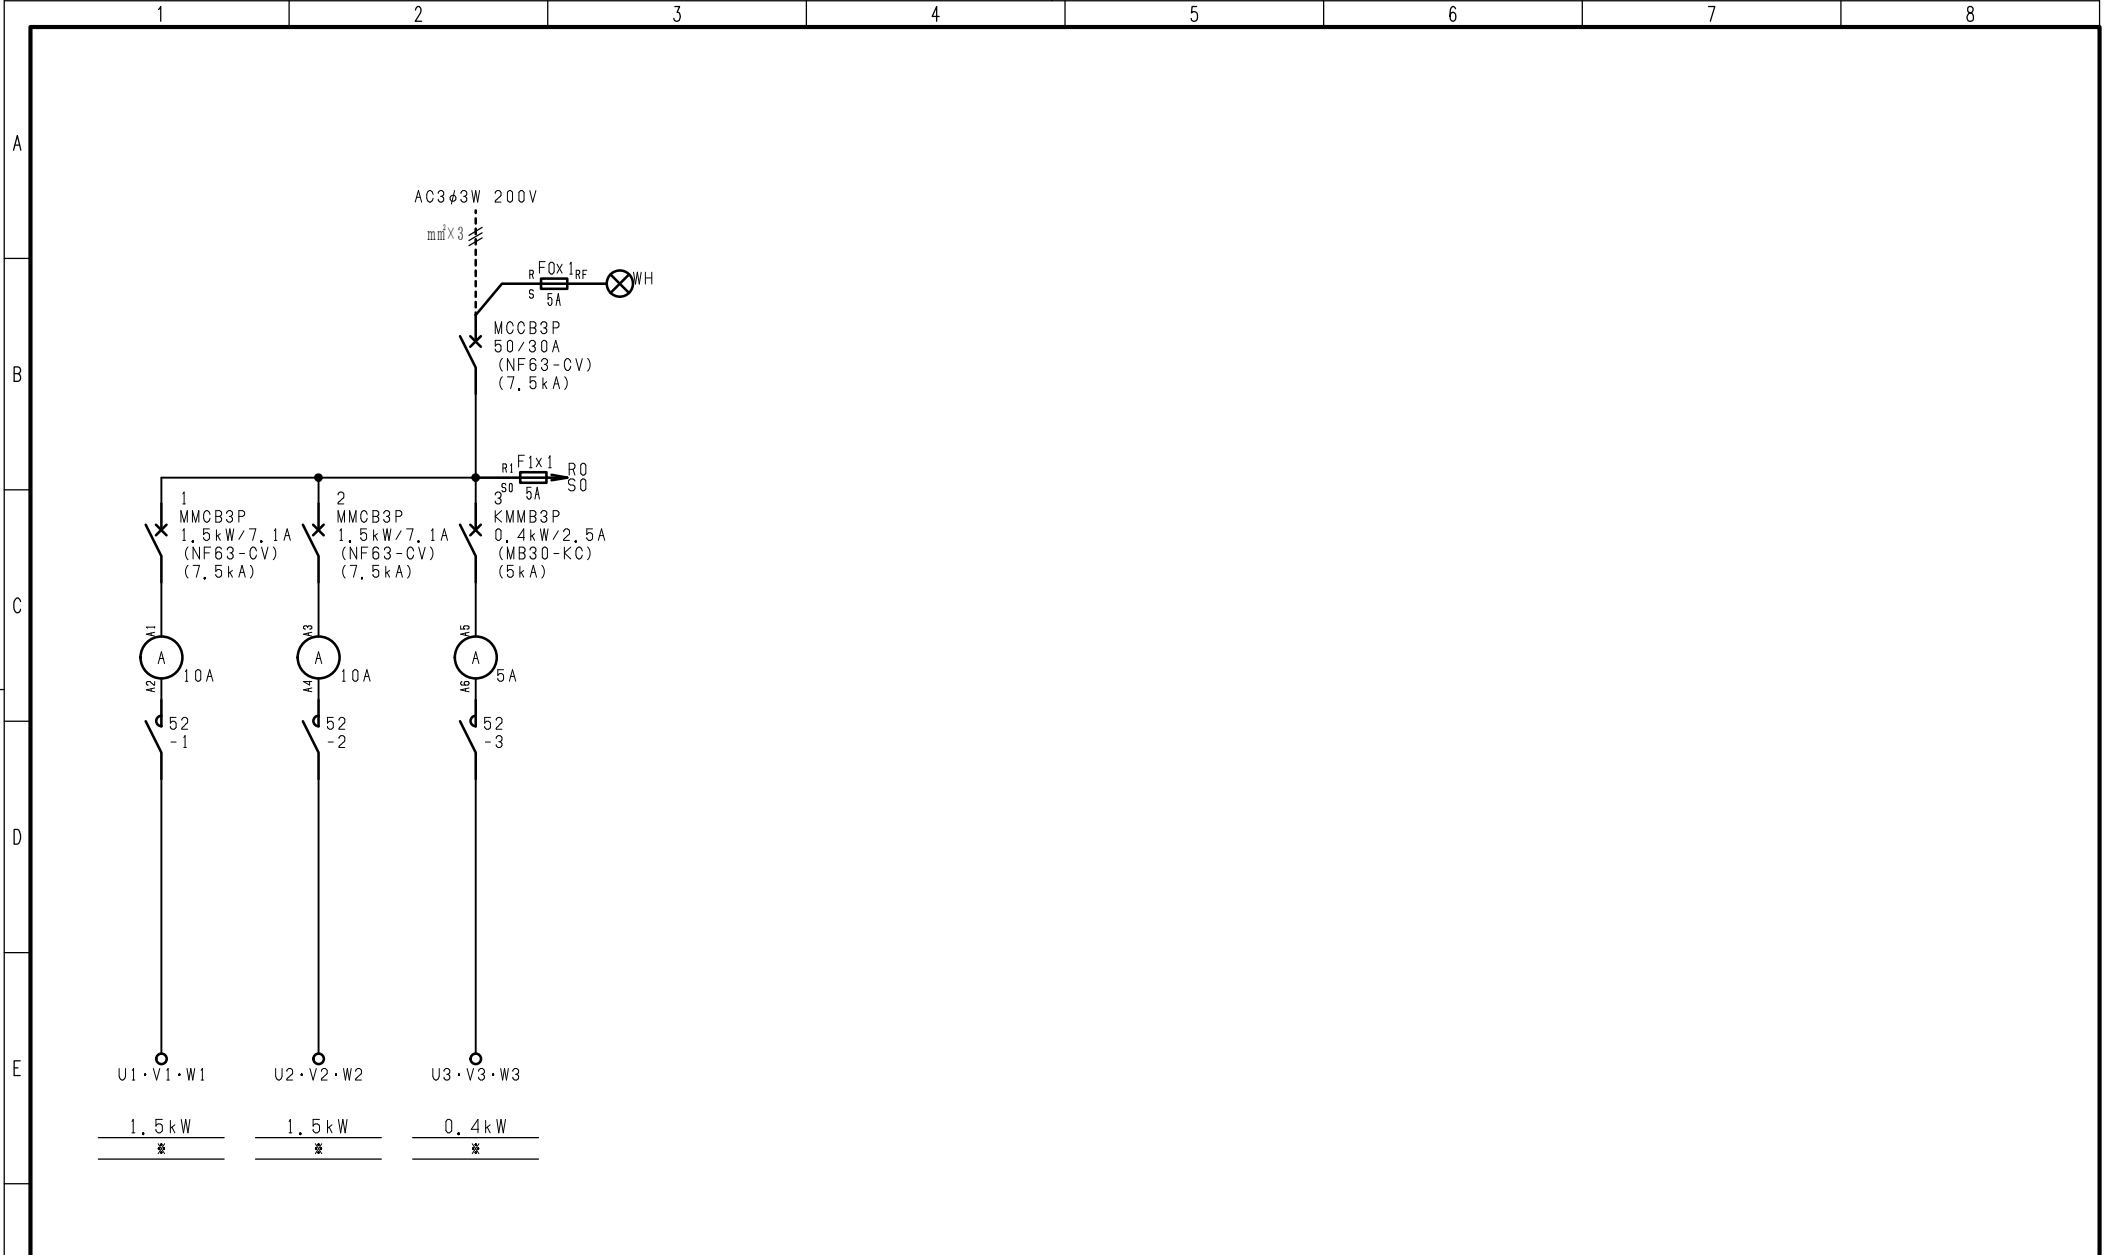 1 2 3 4 5 6 7 8
A
AC3φ3W 200V
mm²×3
R F0x1 RF
S 5A
WH
MCCB3P
50/30A
(NF63-CV)
(7.5kA)
B
R1 F1x1 R0
S0 5A S0
1
MMCB3P
1.5kW/7.1A
(NF63-CV)
(7.5kA)
2
MMCB3P
1.5kW/7.1A
(NF63-CV)
(7.5kA)
3
KMMB3P
0.4kW/2.5A
(MB30-KC)
(5kA)
C
A1
A
10A
A2
A3
A
10A
A4
A5
A
5A
A6
52
-1
52
-2
52
-3
D
E
U1・V1・W1
U2・V2・W2
U3・V3・W3
1.5kW
※
1.5kW
※
0.4kW
※